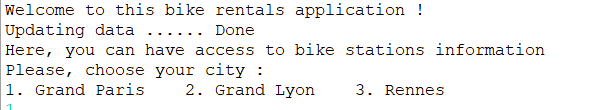 Welcome to this bike rentals application !
Updating data ...... Done
Here, you can have access to bike stations information
Please, choose your city :
1. Grand Paris    2. Grand Lyon    3. Rennes
1